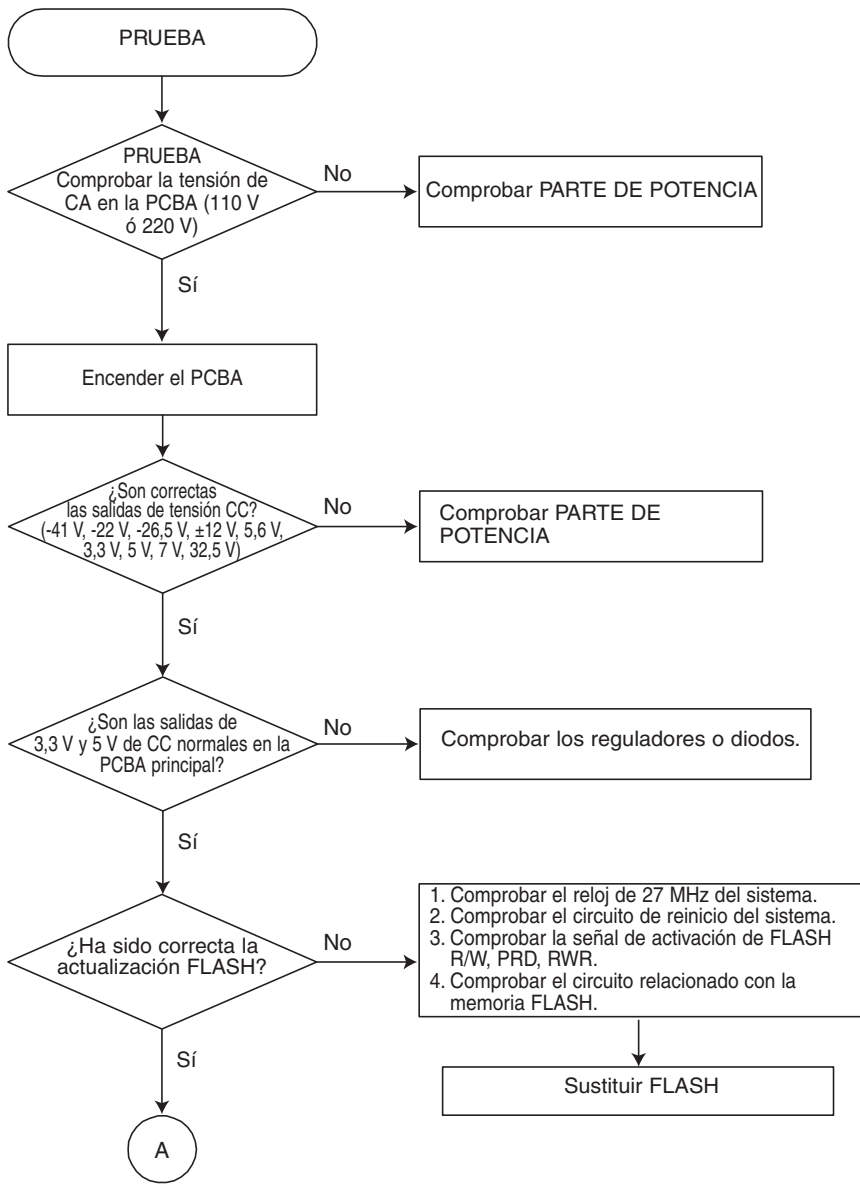 PRUEBA
PRUEBA
Comprobar la tensión de
CA en la PCBA (110 V
ó 220 V)
No
Comprobar PARTE DE POTENCIA
Sí
Encender el PCBA
¿Son correctas
las salidas de tensión CC?
(-41 V, -22 V, -26,5 V, ±12 V, 5,6 V,
3,3 V, 5 V, 7 V, 32,5 V)
No
Comprobar PARTE DE
POTENCIA
Sí
¿Son las salidas de
3,3 V y 5 V de CC normales en la
PCBA principal?
No
Comprobar los reguladores o diodos.
Sí
¿Ha sido correcta la
actualización FLASH?
No
1. Comprobar el reloj de 27 MHz del sistema.
2. Comprobar el circuito de reinicio del sistema.
3. Comprobar la señal de activación de FLASH
R/W, PRD, RWR.
4. Comprobar el circuito relacionado con la
memoria FLASH.
Sustituir FLASH
Sí
A